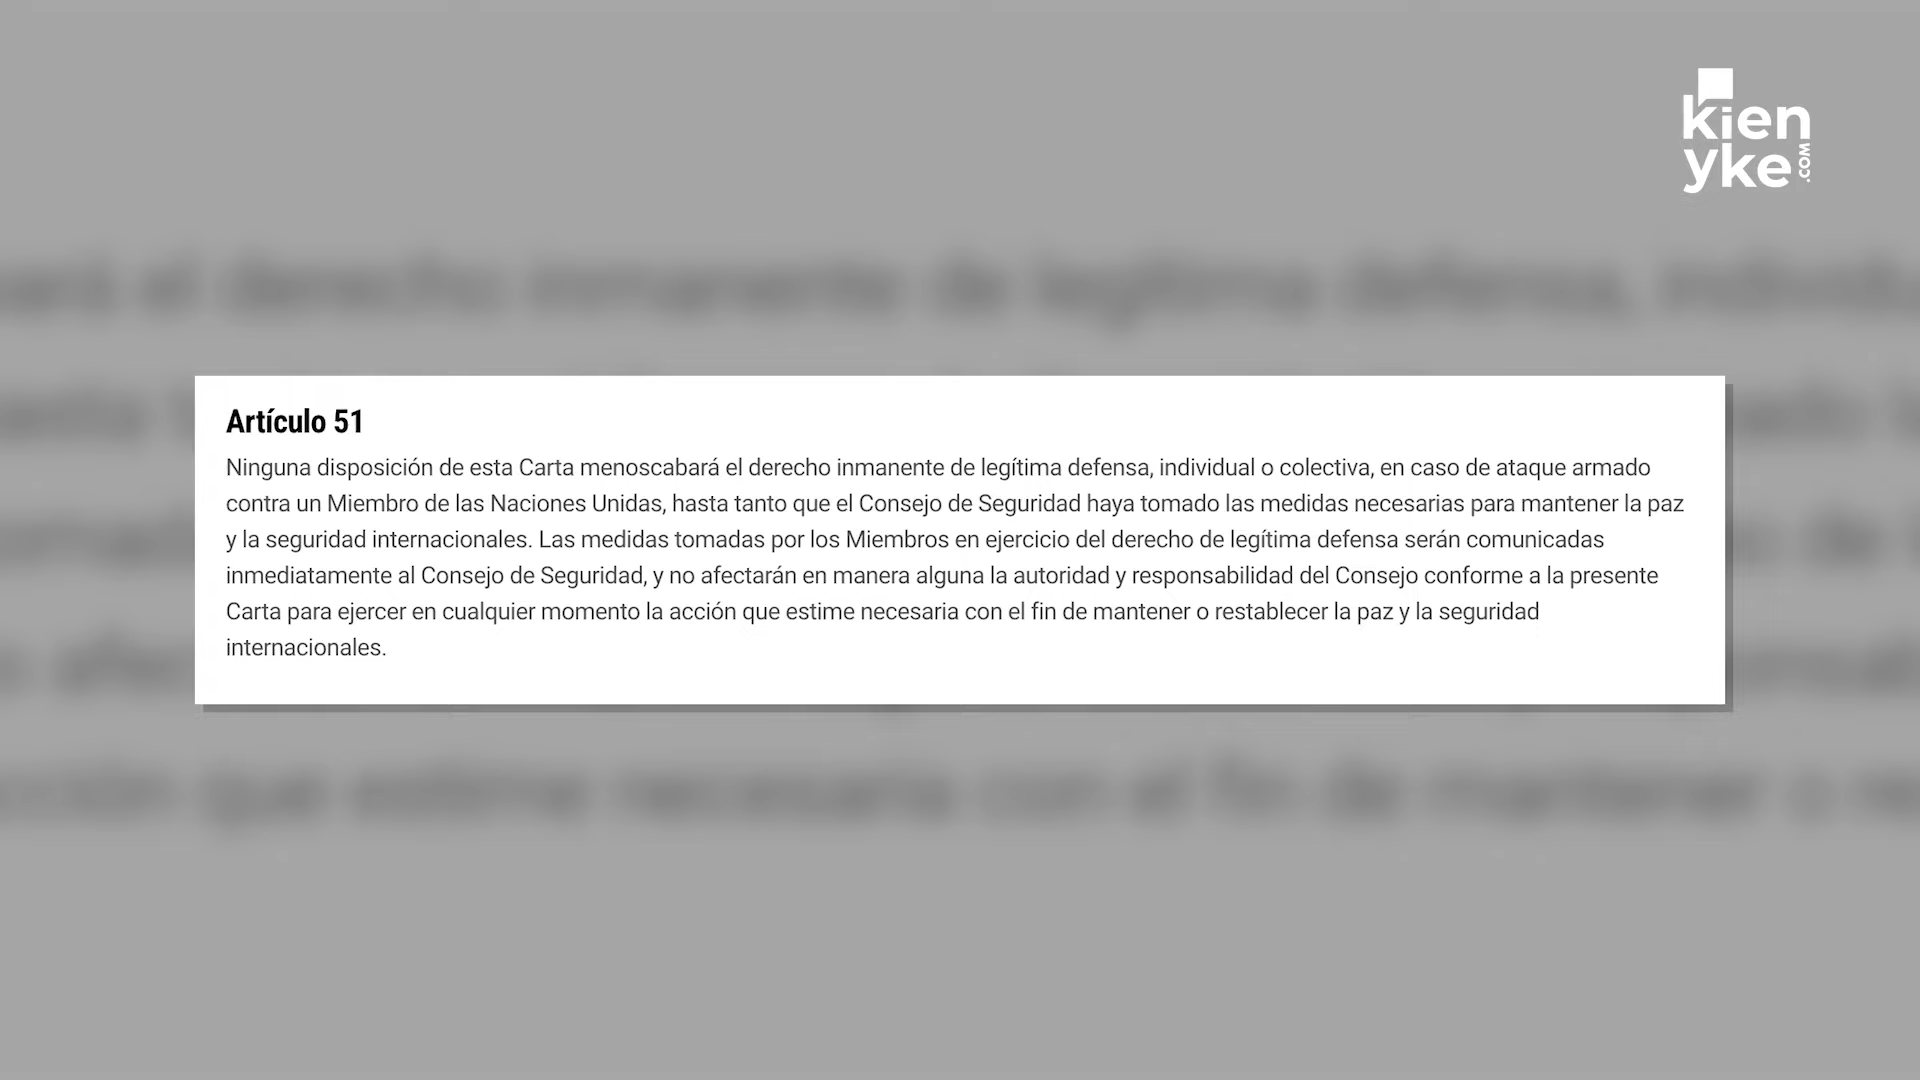 kien
yke.com
Artículo 51
Ninguna disposición de esta Carta menoscabará el derecho inmanente de legítima defensa, individual o colectiva, en caso de ataque armado
contra un Miembro de las Naciones Unidas, hasta tanto que el Consejo de Seguridad haya tomado las medidas necesarias para mantener la paz
y la seguridad internacionales. Las medidas tomadas por los Miembros en ejercicio del derecho de legítima defensa serán comunicadas
inmediatamente al Consejo de Seguridad, y no afectarán en manera alguna la autoridad y responsabilidad del Consejo conforme a la presente
Carta para ejercer en cualquier momento la acción que estime necesaria con el fin de mantener o restablecer la paz y la seguridad
internacionales.